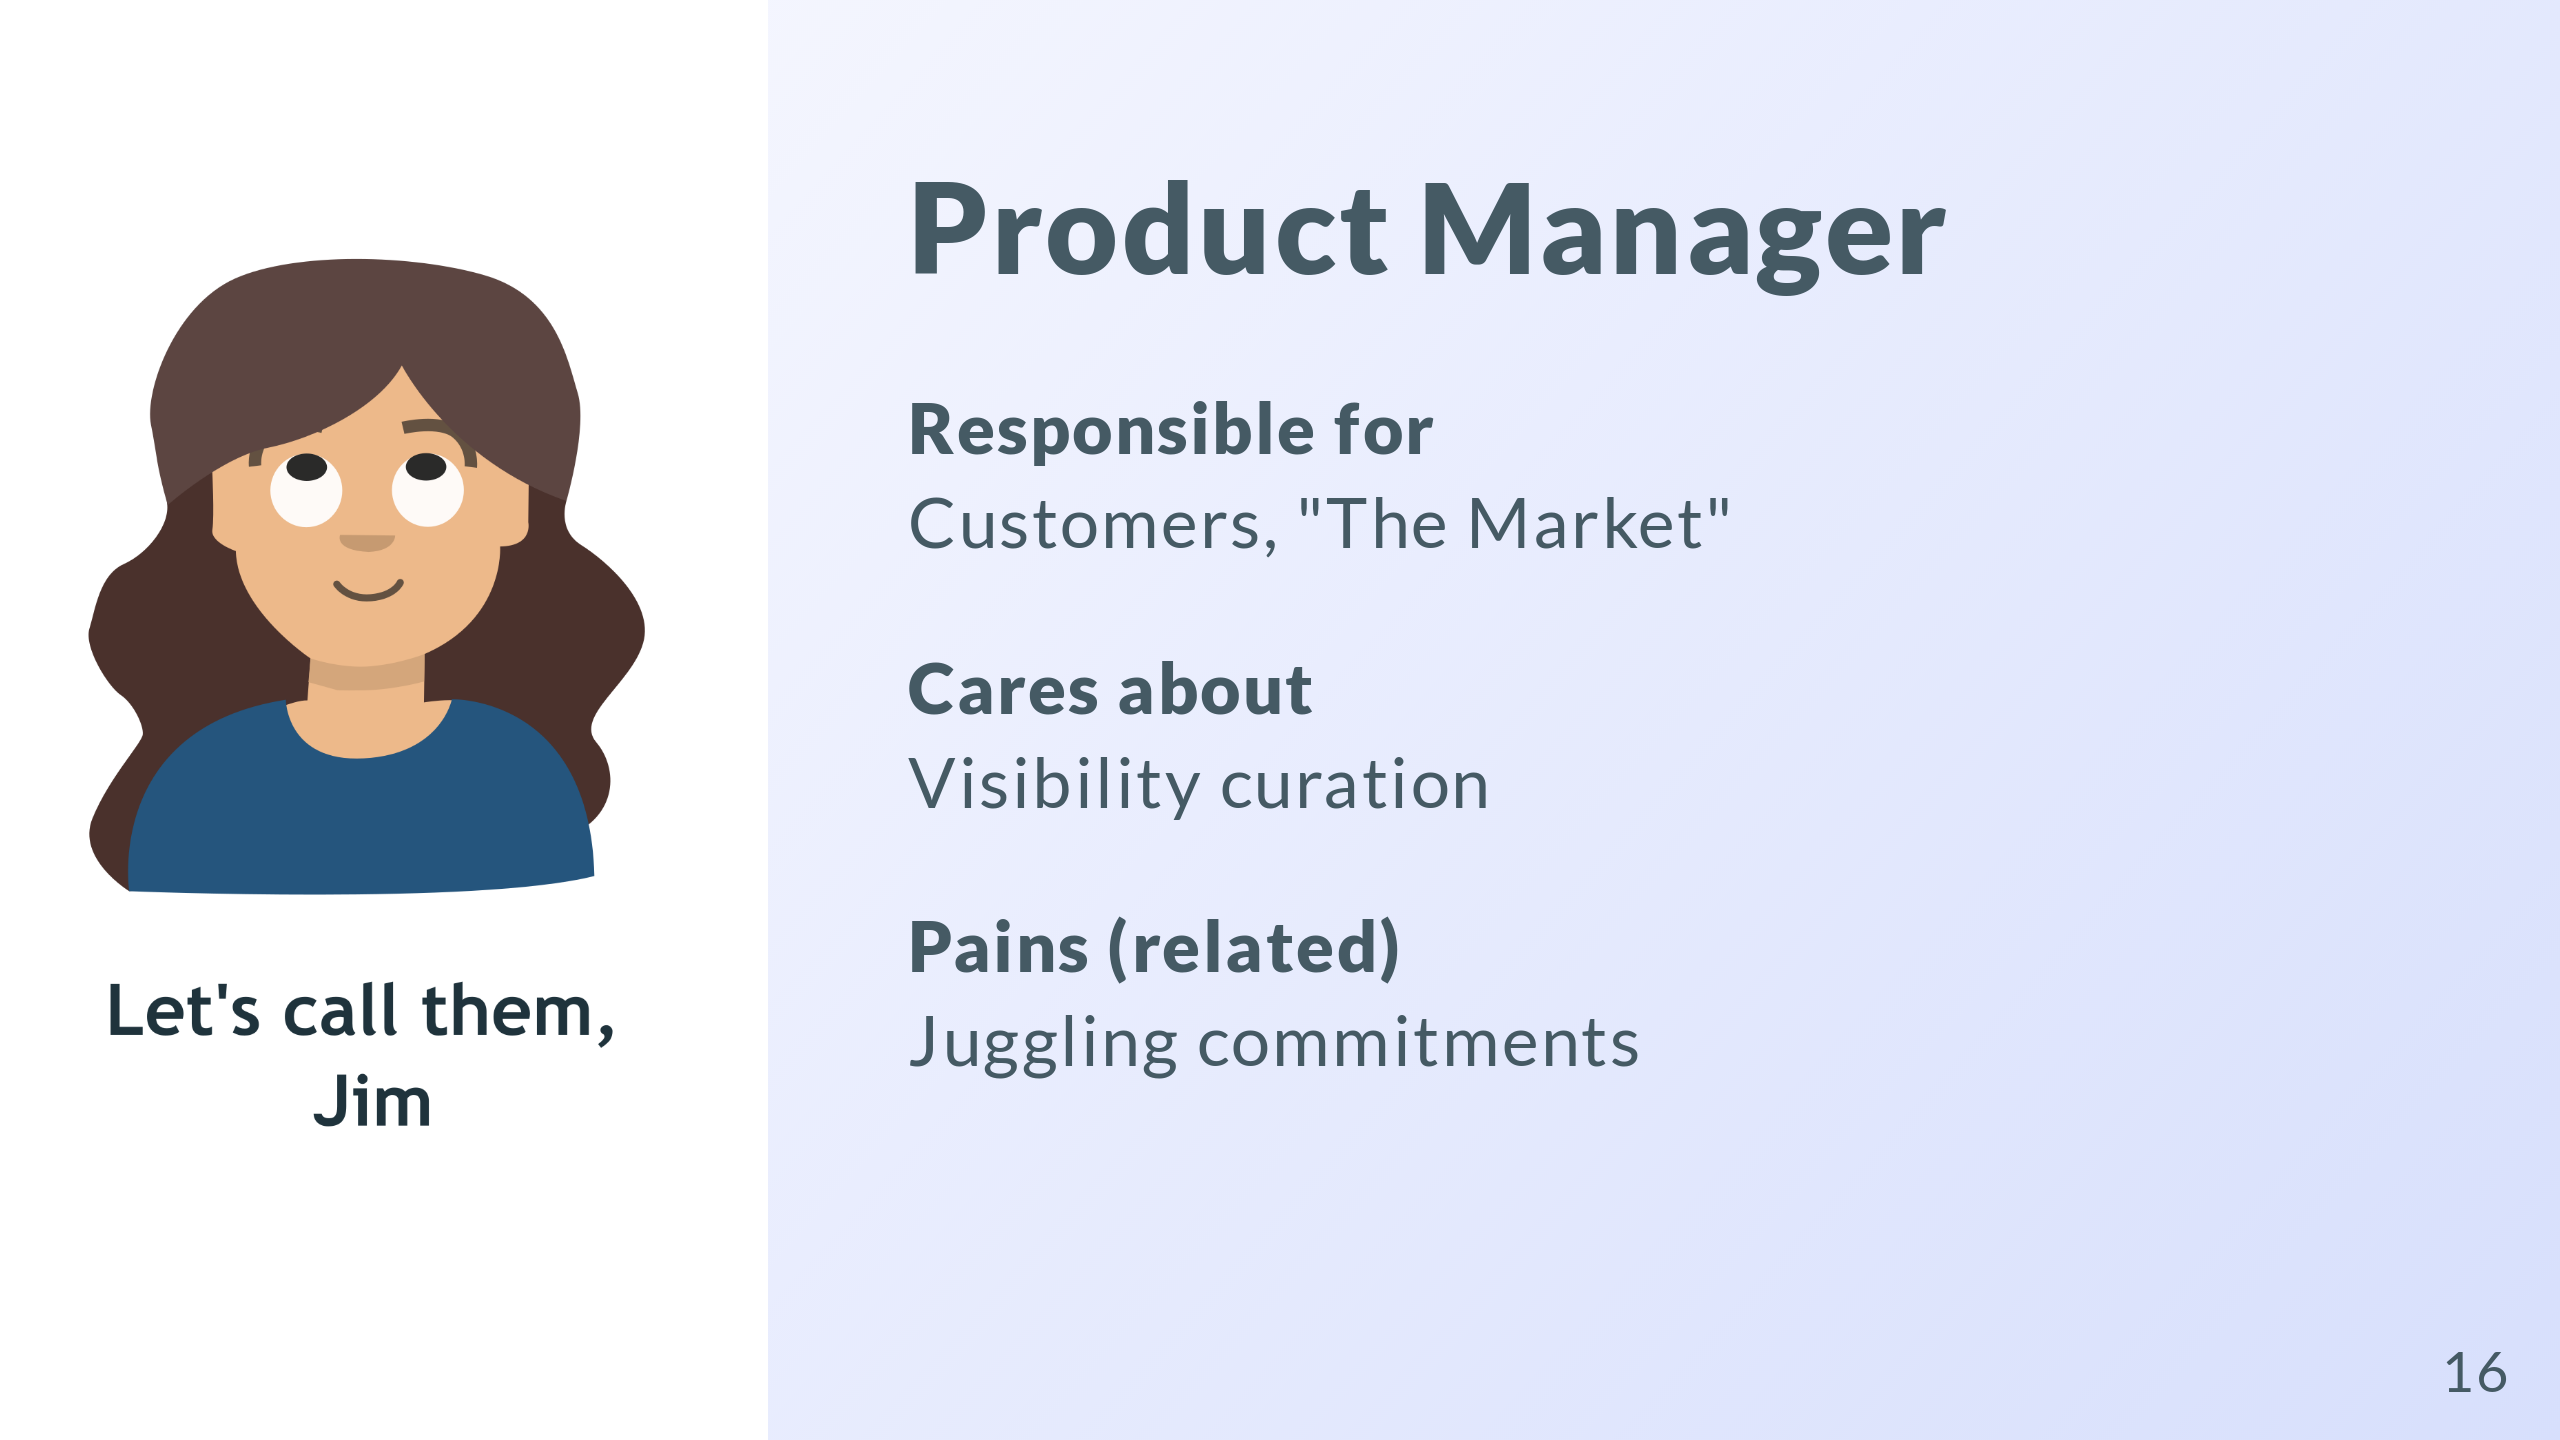 Product Manager
Responsible for
Customers, "The Market"
Cares about
Visibility curation
Pains (related)
Juggling commitments
Let's call them,
Jim
16